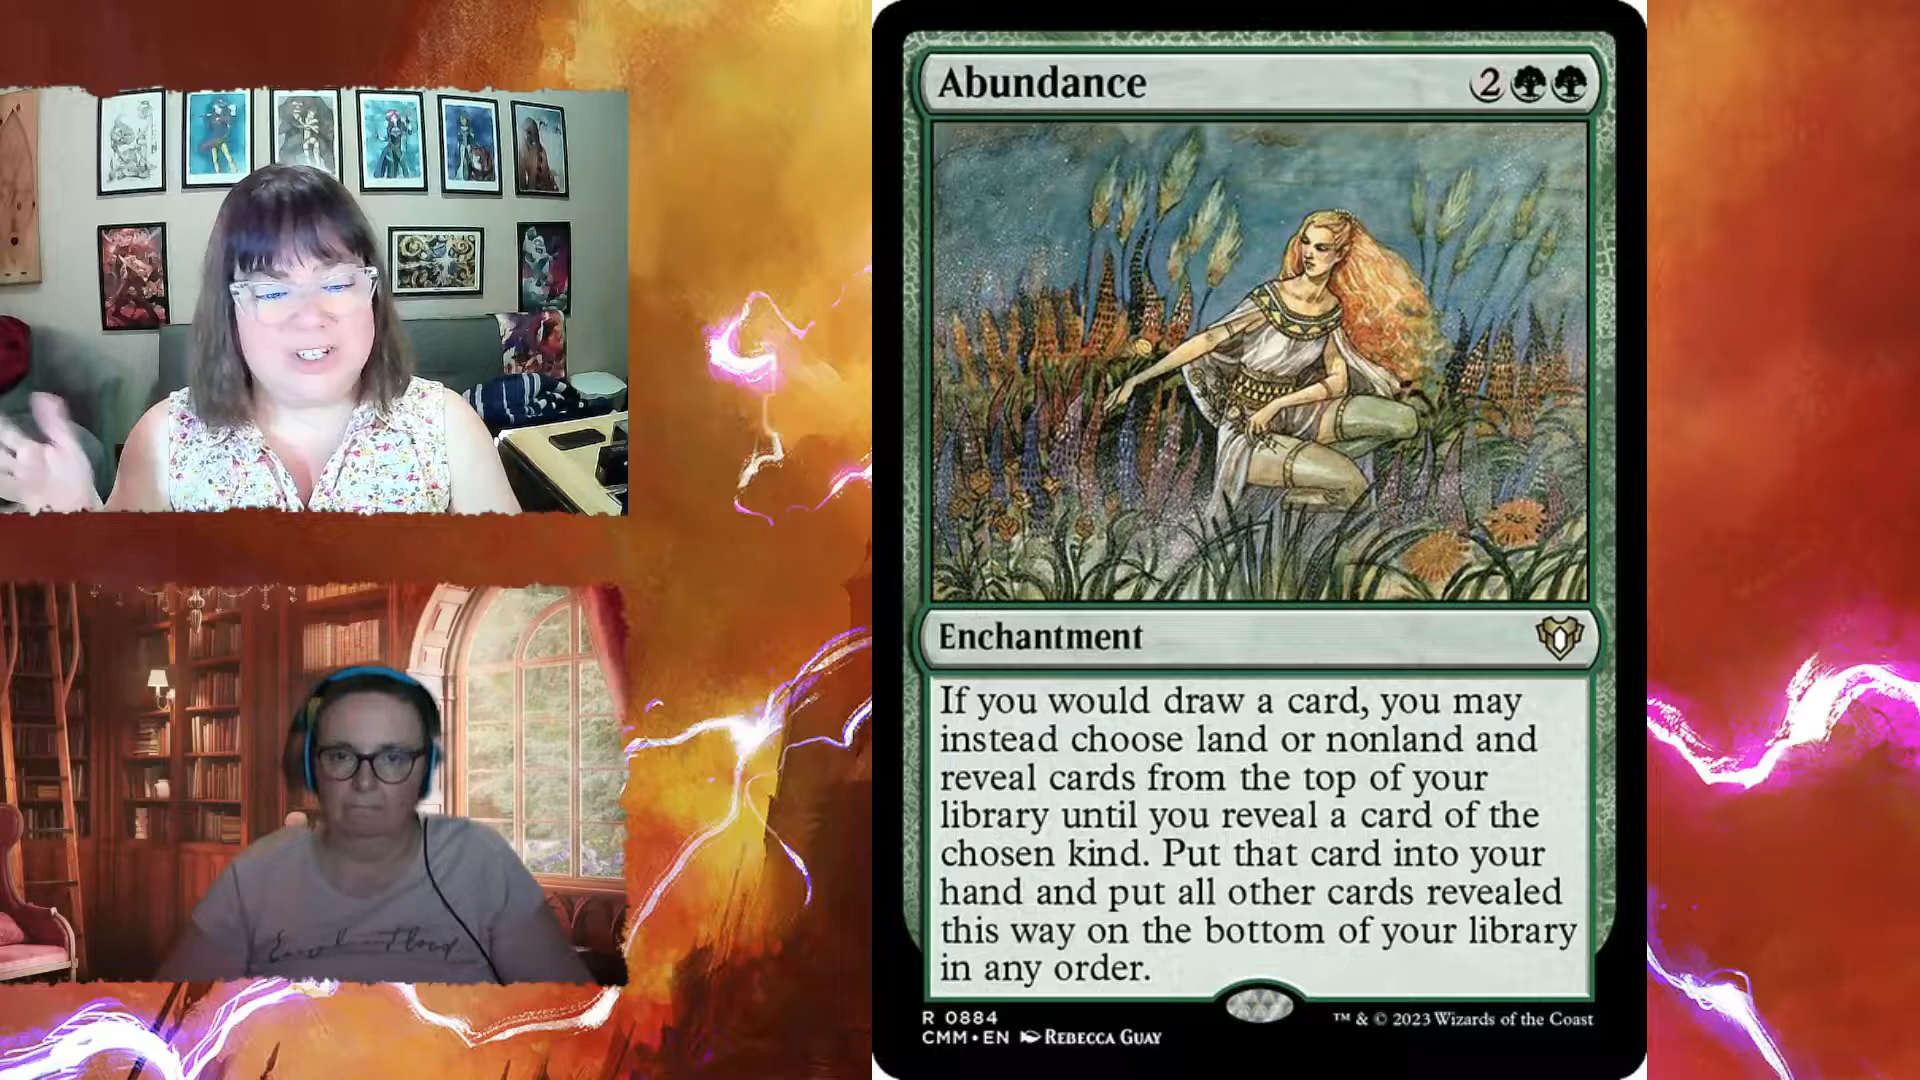 Abundance 2
Enchantment
If you would draw a card, you may
instead choose land or nonland and
reveal cards from the top of your
library until you reveal a card of the
chosen kind. Put that card into your
hand and put all other cards revealed
this way on the bottom of your library
in any order.
R 0884
CMM • EN REBECCA GUAY
™ & © 2023 Wizards of the Coast